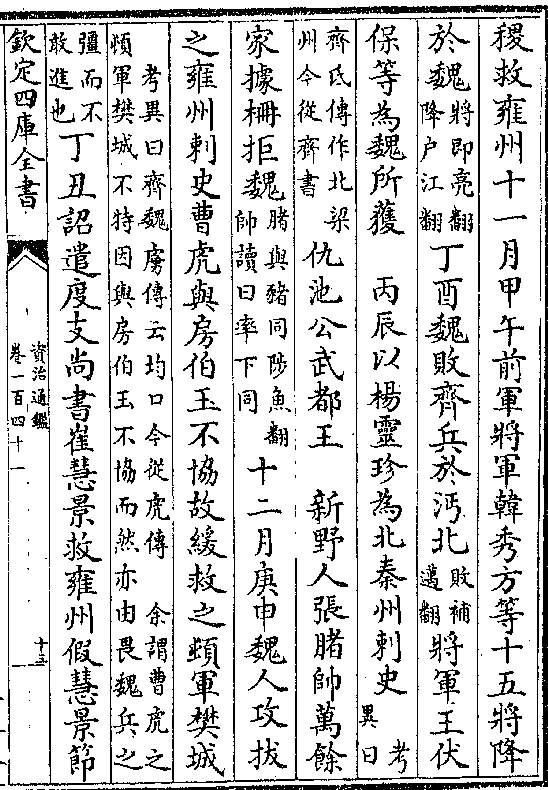 稷救雍州十一月甲午前軍將軍韓秀方等十五將降
於魏將即亮翻降户江翻丁酉魏敗齊兵於沔北敗補邁翻將軍王伏
保等為魏所獲　丙辰以楊靈珍為北秦州刺史考異曰
齊氐傳作北梁州今從齊書仇池公武都王　新野人張䐗帥萬餘
家據柵拒魏䐗與豬同陟魚翻帥讀曰率下同十二月庚申魏人攻拔
之雍州刺史曹虎與房伯玉不協故緩救之頓軍樊城
考異曰齊魏虜傳云均口今從虎傳　余謂曹虎之頓軍樊城不特因與房伯玉不協而然亦由畏魏兵之
彊而不敢進也丁丑詔遣度支尚書崔慧景救雍州假慧景節
欽定四庫全書
資治通鑑
卷一百四十一
十五